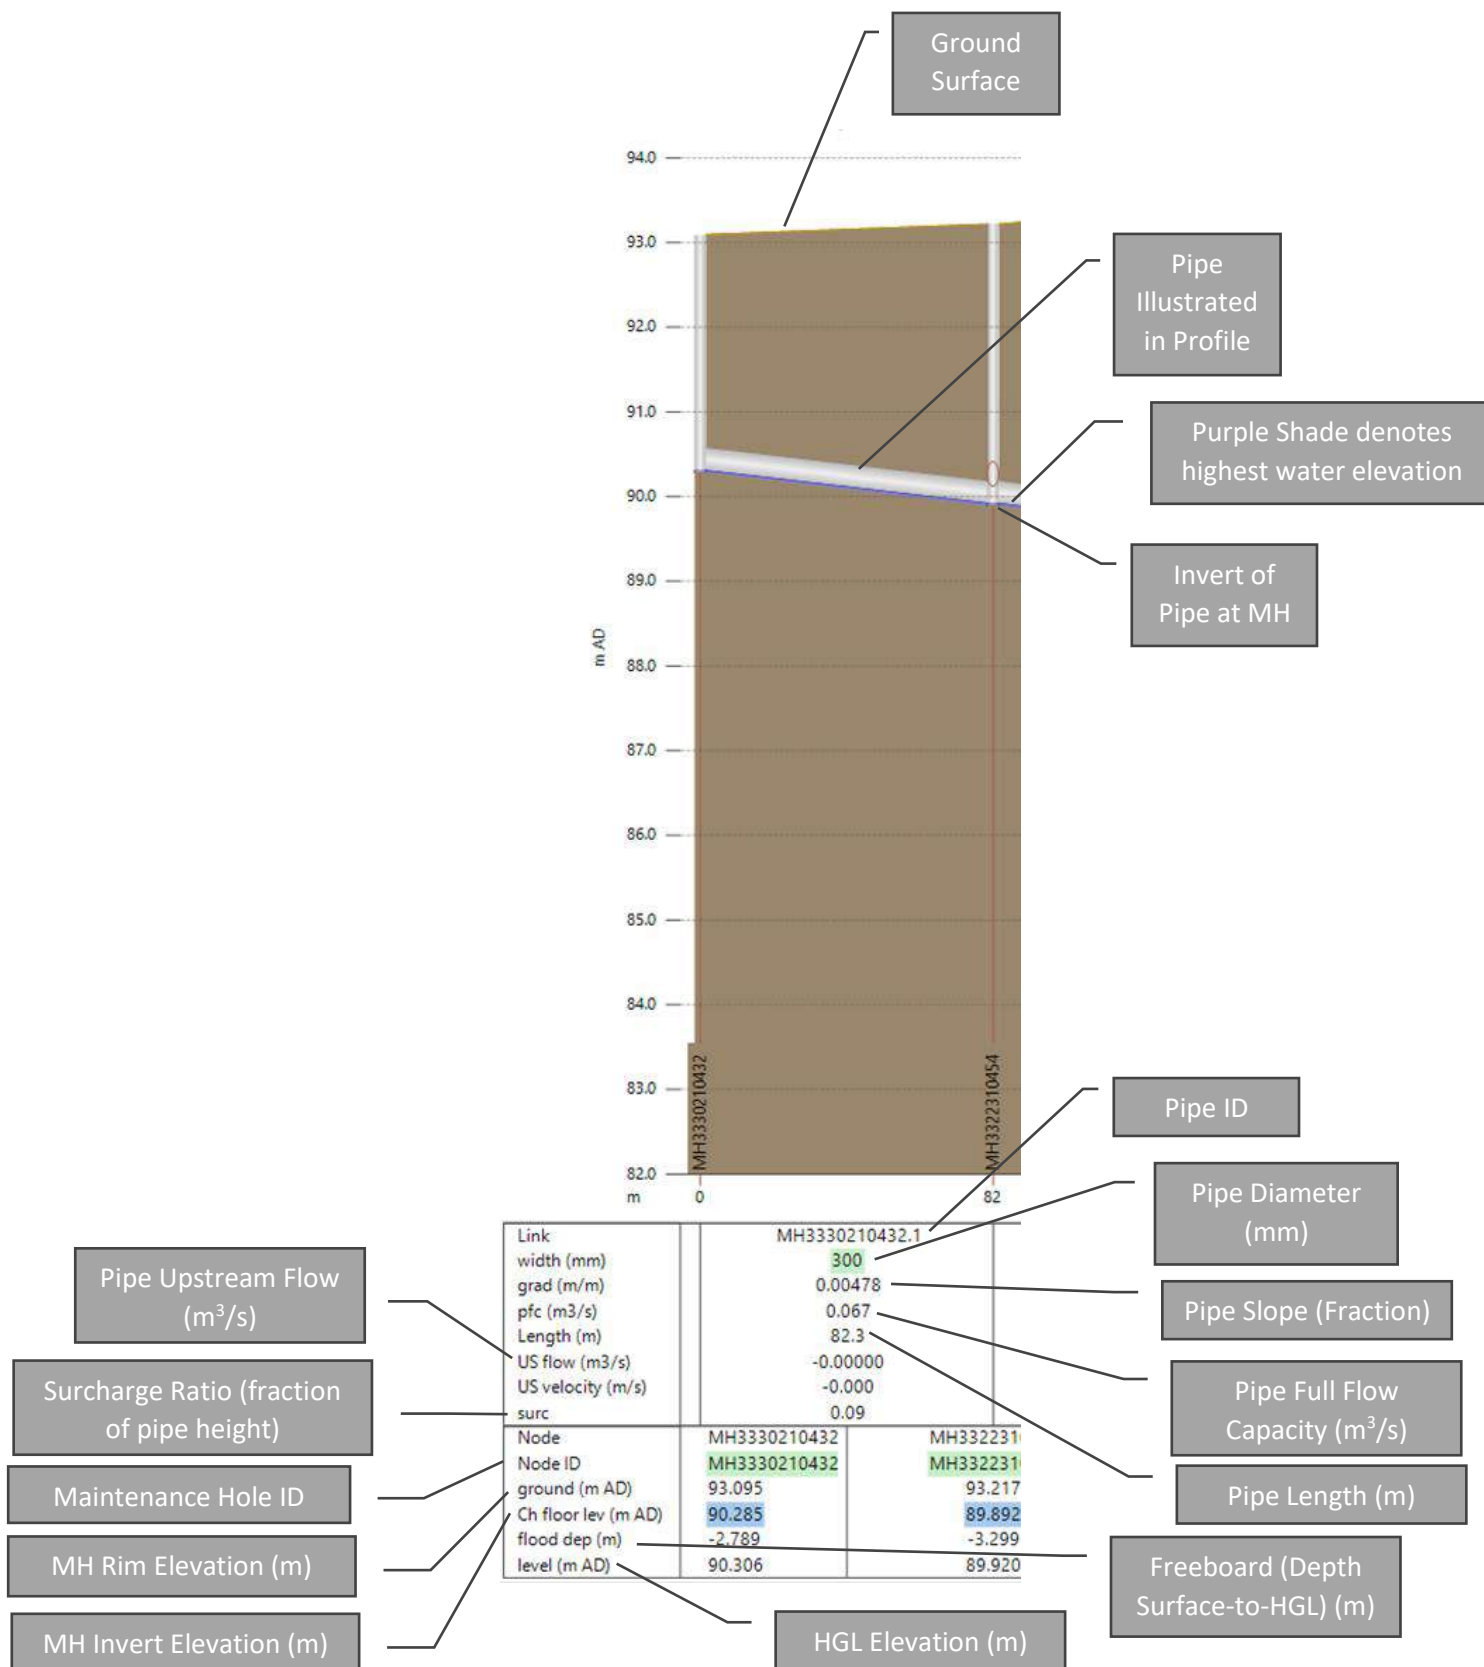 Ground
Surface
94.0
93.0
92.0
91.0
90.0
89.0
88.0
87.0
86.0
85.0
84.0
83.0
82.0
m AD
m
0
82
MH3330210432
MH3322310454
Pipe
Illustrated
in Profile
Purple Shade denotes
highest water elevation
Invert of
Pipe at MH
Pipe ID
Pipe Diameter
(mm)
Pipe Slope (Fraction)
Pipe Full Flow
Capacity (m³/s)
Pipe Length (m)
Freeboard (Depth
Surface-to-HGL) (m)
HGL Elevation (m)
Pipe Upstream Flow
(m³/s)
Surcharge Ratio (fraction
of pipe height)
Maintenance Hole ID
MH Rim Elevation (m)
MH Invert Elevation (m)
Link MH3330210432.1
width (mm) 300
grad (m/m) 0.00478
pfc (m3/s) 0.067
Length (m) 82.3
US flow (m3/s) -0.00000
US velocity (m/s) -0.000
surc 0.09
Node MH3330210432 MH332231
Node ID MH3330210432 MH332231
ground (m AD) 93.095 93.217
Ch floor lev (m AD) 90.285 89.892
flood dep (m) -2.789 -3.299
level (m AD) 90.306 89.920